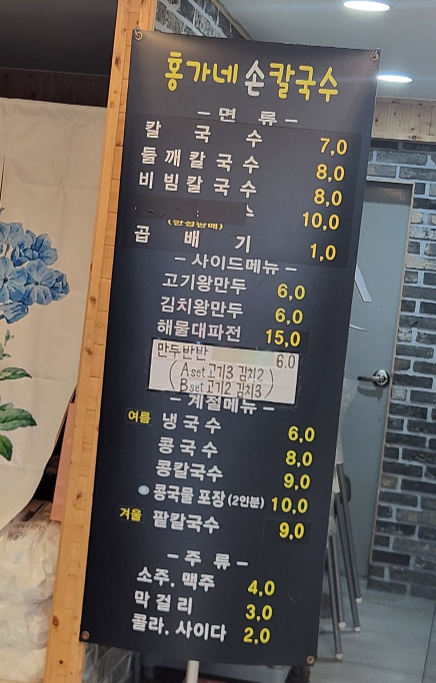 홍가네 손칼국수
- 면 류 -
칼 국 수 7,0
들깨칼국수 8,0
비빔칼국수 8,0
수 10,0
(한정판매)
곱 배 기 1,0
- 사이드메뉴 -
고기왕만두 6,0
김치왕만두 6,0
해물대파전 15,0
만두반반 6.0
(A set 고기3 김치2
B set 고기2 김치3)
- 계절메뉴 -
여름 냉국수 6,0
콩국수 8,0
콩칼국수 9,0
콩국물 포장 (2인분) 10,0
겨울 팥칼국수 9,0
- 주 류 -
소주. 맥주 4,0
막걸리 3,0
콜라. 사이다 2,0